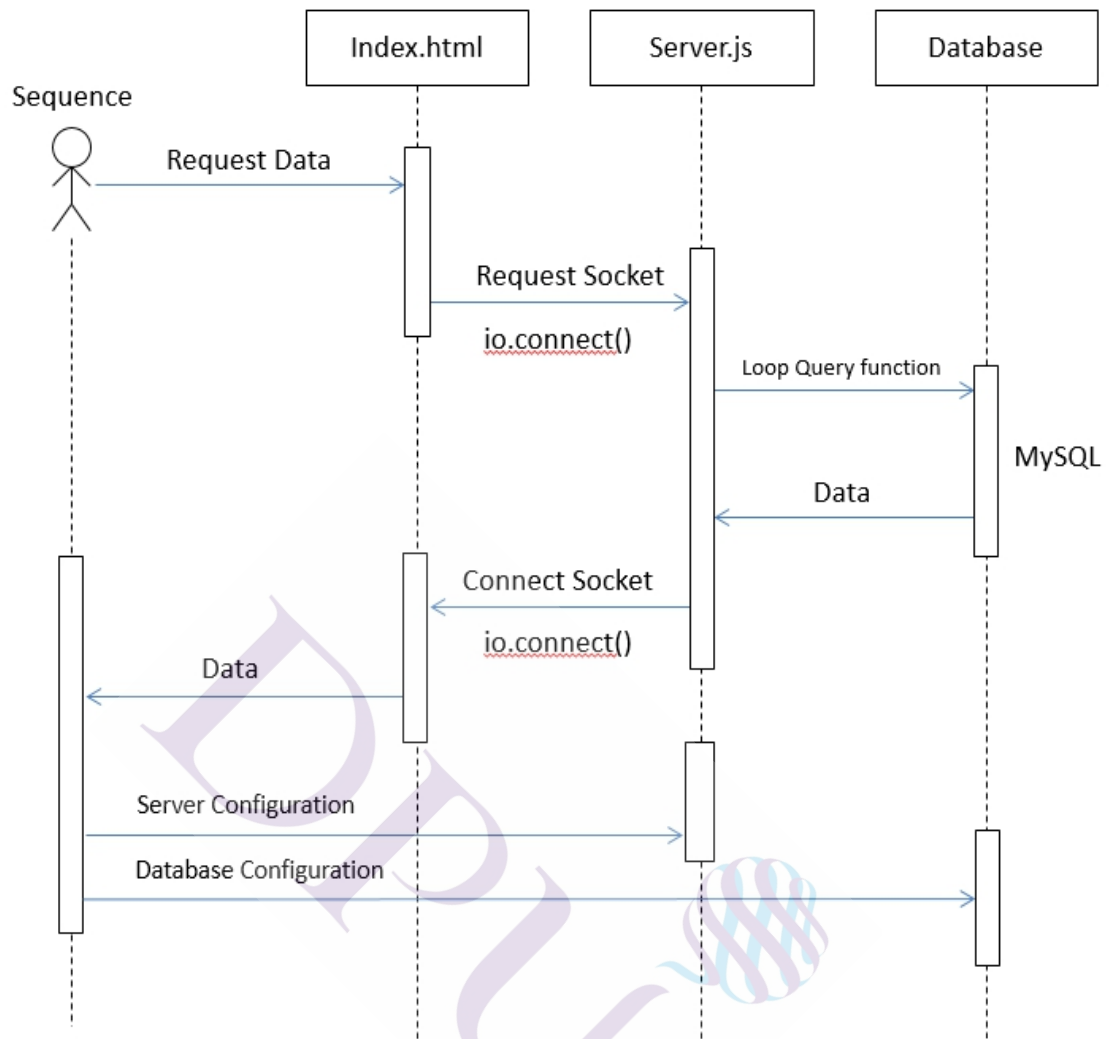 Index.html
Server.js
Database
Sequence
Request Data
Request Socket
io.connect()
Loop Query function
MySQL
Data
Connect Socket
io.connect()
Data
Server Configuration
Database Configuration
DPU